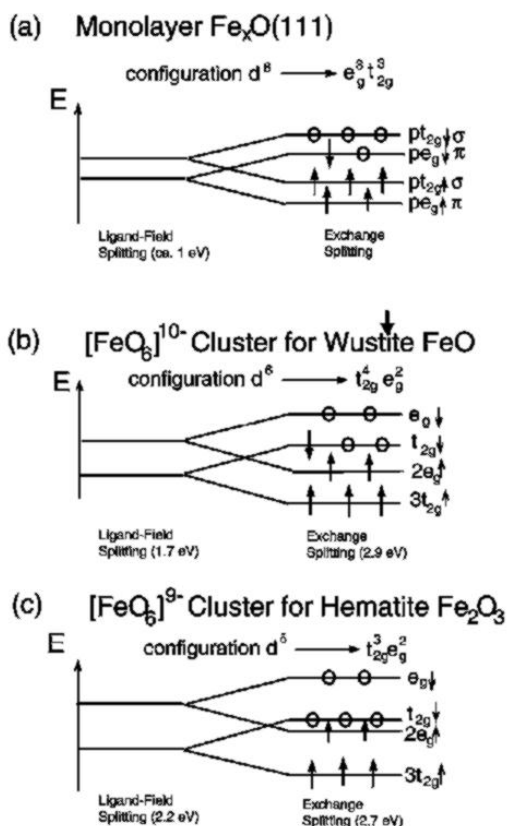 (a) Monolayer FeₓO(111)
configuration d⁶ ⟶ e³g t³2g
E
pt2g↓σ
peg↓π
pt2g↑σ
peg↑π
Ligand-Field Exchange
Splitting (ca. 1 eV) Splitting
(b) [FeO6]¹⁰⁻ Cluster for Wustite FeO
configuration d⁶ ⟶ t⁴2g e²g
E
eg↓
t2g↓
2eg↑
3t2g↑
Ligand-Field Exchange
Splitting (1.7 eV) Splitting (2.9 eV)
(c) [FeO6]⁹⁻ Cluster for Hematite Fe2O3
configuration d⁵ ⟶ t³2g e²g
E
eg↓
t2g↓
2eg↑
3t2g↑
Ligand-Field Exchange
Splitting (2.2 eV) Splitting (2.7 eV)